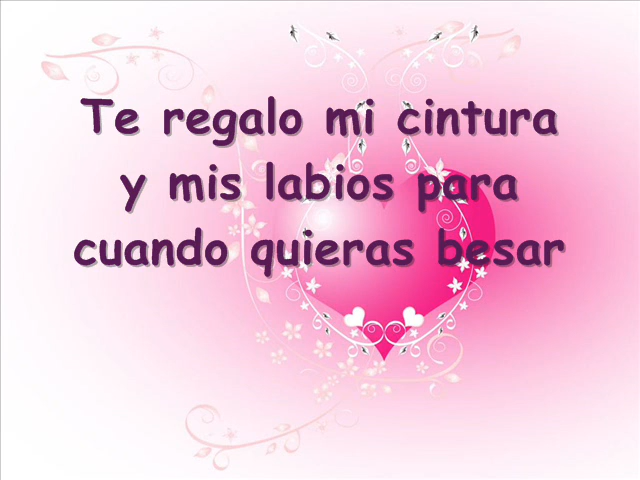 Te regalo mi cintura
y mis labios para
cuando quieras besar